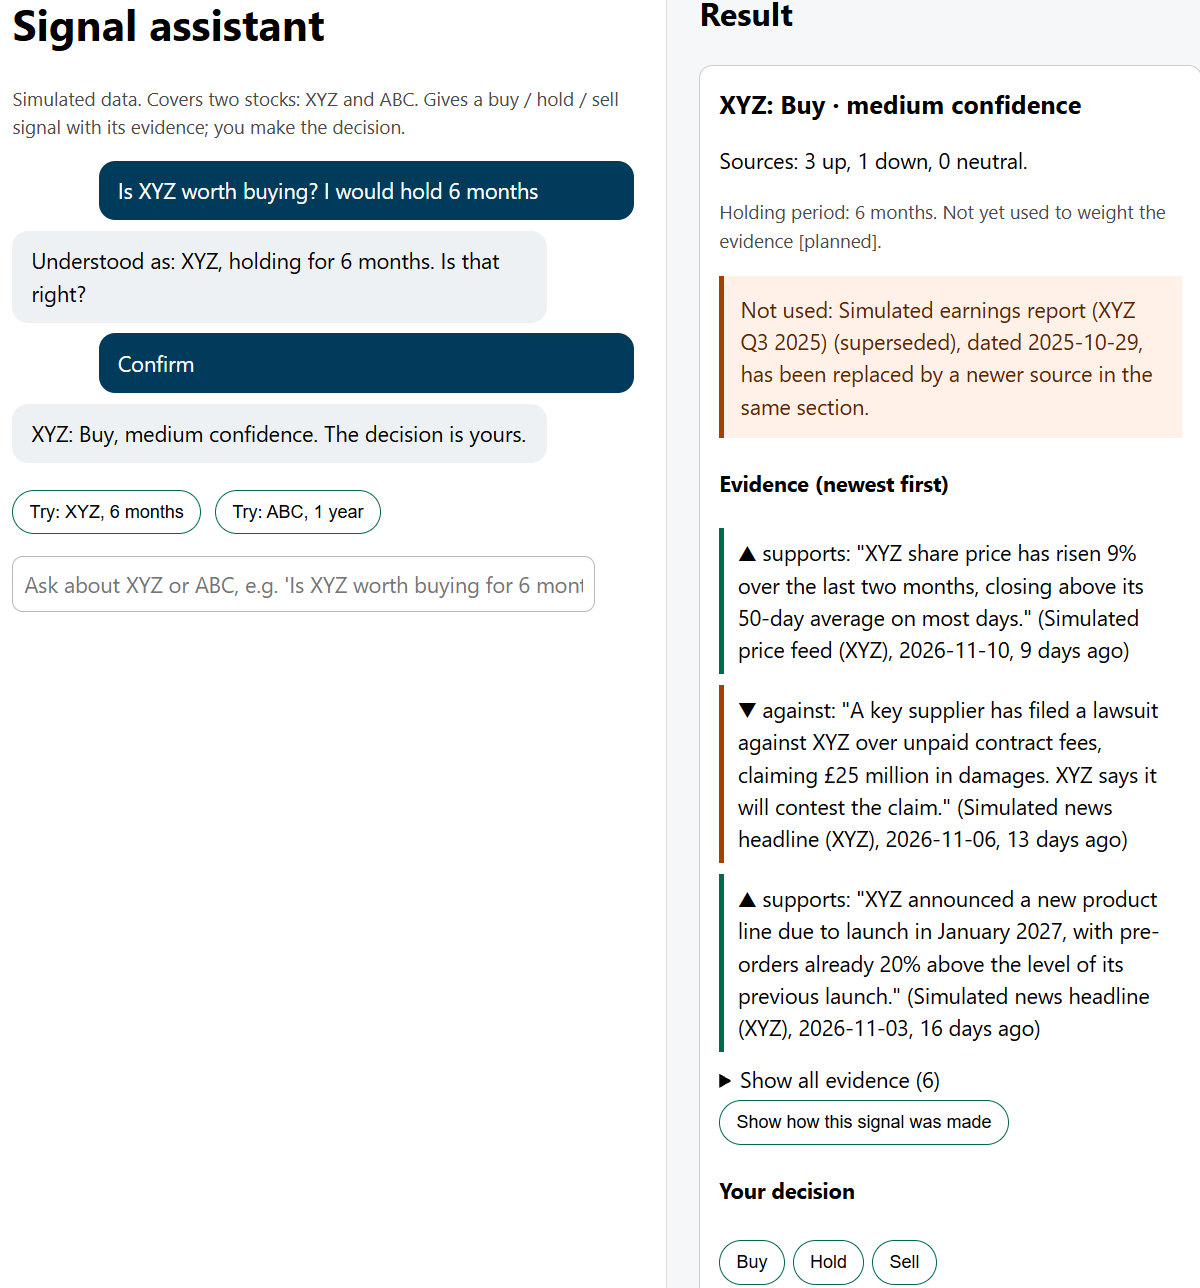 Signal assistant
Simulated data. Covers two stocks: XYZ and ABC. Gives a buy / hold / sell
signal with its evidence; you make the decision.
Is XYZ worth buying? I would hold 6 months
Understood as: XYZ, holding for 6 months. Is that
right?
Confirm
XYZ: Buy, medium confidence. The decision is yours.
Try: XYZ, 6 months
Try: ABC, 1 year
Ask about XYZ or ABC, e.g. 'Is XYZ worth buying for 6 mont
Result
XYZ: Buy · medium confidence
Sources: 3 up, 1 down, 0 neutral.
Holding period: 6 months. Not yet used to weight the
evidence [planned].
Not used: Simulated earnings report (XYZ
Q3 2025) (superseded), dated 2025-10-29,
has been replaced by a newer source in the
same section.
Evidence (newest first)
▲ supports: "XYZ share price has risen 9%
over the last two months, closing above its
50-day average on most days." (Simulated
price feed (XYZ), 2026-11-10, 9 days ago)
▼ against: "A key supplier has filed a lawsuit
against XYZ over unpaid contract fees,
claiming £25 million in damages. XYZ says it
will contest the claim." (Simulated news
headline (XYZ), 2026-11-06, 13 days ago)
▲ supports: "XYZ announced a new product
line due to launch in January 2027, with pre-
orders already 20% above the level of its
previous launch." (Simulated news headline
(XYZ), 2026-11-03, 16 days ago)
▶ Show all evidence (6)
Show how this signal was made
Your decision
Buy
Hold
Sell